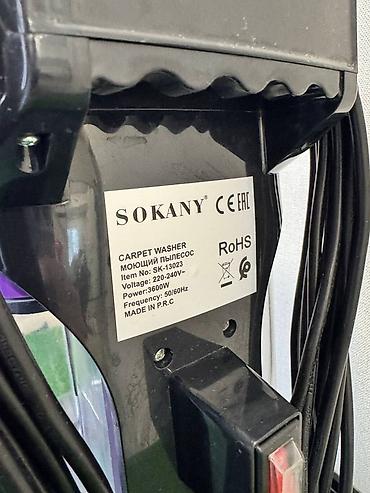 SOKANY® CE EAC
CARPET WASHER
МОЮЩИЙ ПЫЛЕСОС
Item No: SK-13023
Voltage: 220-240V~
Power:3600W
Frequency: 50/60Hz
MADE IN P.R.C
RoHS